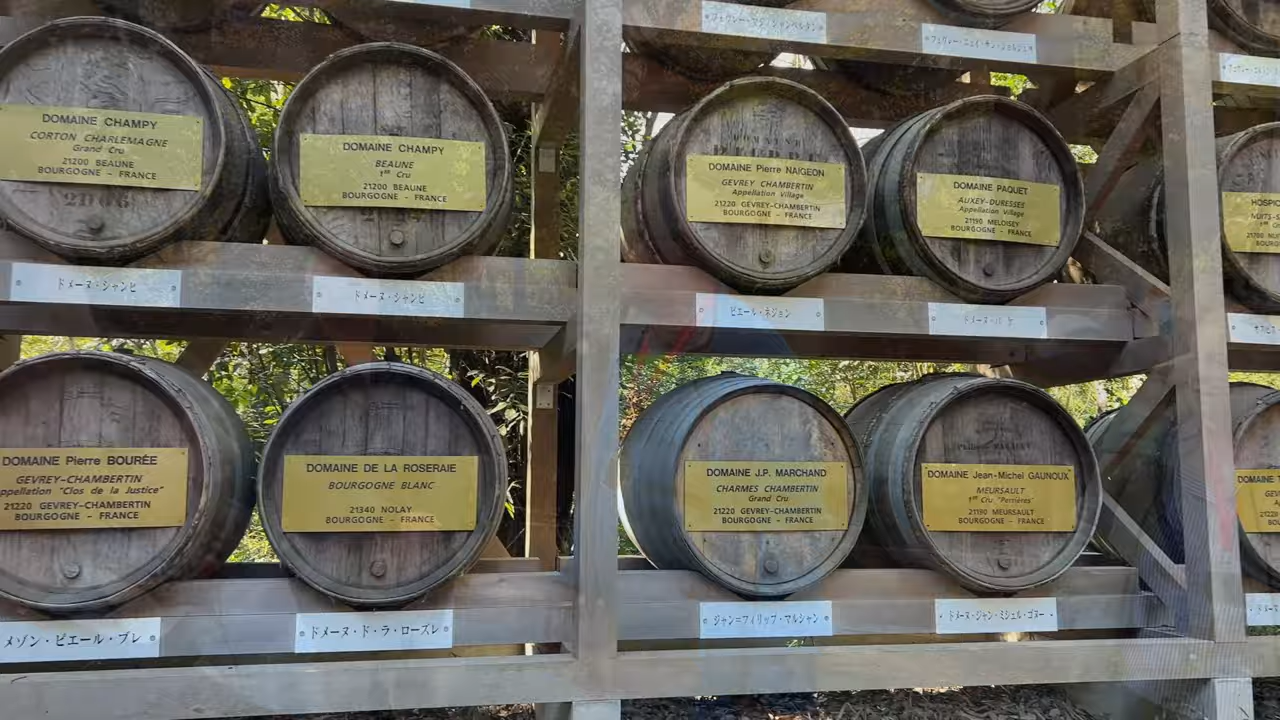 DOMAINE CHAMPY
CORTON CHARLEMAGNE
Grand Cru
21200 BEAUNE
BOURGOGNE - FRANCE
ドメーヌ・シャンピ
DOMAINE CHAMPY
BEAUNE
1er Cru
21200 BEAUNE
BOURGOGNE - FRANCE
ドメーヌ・シャンピ
DOMAINE Pierre NAIGEON
GEVREY CHAMBERTIN
Appellation Village
21220 GEVREY-CHAMBERTIN
BOURGOGNE - FRANCE
ピエール・ネジョン
DOMAINE PAQUET
AUXEY-DURESSES
Appellation Village
21190 MELOISEY
BOURGOGNE - FRANCE
HOSPIC
NUITS-
BOURG
DOMAINE Pierre BOURÉE
GEVREY-CHAMBERTIN
ppellation "Clos de la Justice"
21220 GEVREY-CHAMBERTIN
BOURGOGNE - FRANCE
メゾン・ピエール・ブレ
DOMAINE DE LA ROSERAIE
BOURGOGNE BLANC
21340 NOLAY
BOURGOGNE - FRANCE
ドメーヌ・ド・ラ・ローズレ
DOMAINE J.P. MARCHAND
CHARMES CHAMBERTIN
Grand Cru
21220 GEVREY-CHAMBERTIN
BOURGOGNE - FRANCE
ジャン=フィリップ・マルシャン
DOMAINE Jean-Michel GAUNOUX
MEURSAULT
1er Cru "Perrières"
21190 MEURSAULT
BOURGOGNE - FRANCE
ドメーヌ・ジャン・ミシェル・ゴヌー
DOMAINE